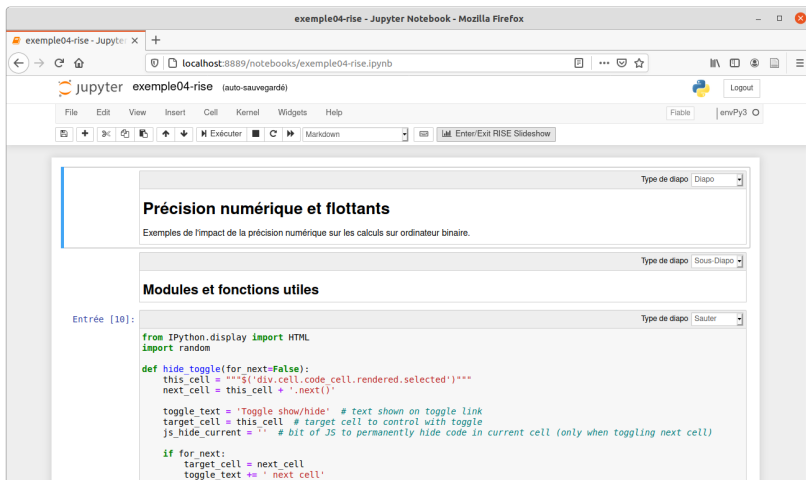 exemple04-rise - Jupyter Notebook - Mozilla Firefox
exemple04-rise - Jupyter
localhost:8889/notebooks/exemple04-rise.ipynb
jupyter exemple04-rise (auto-sauvegardé)
Logout
File Edit View Insert Cell Kernel Widgets Help
Fiable envPy3
Exécuter Markdown Enter/Exit RISE Slideshow
Type de diapo Diapo
Précision numérique et flottants
Exemples de l'impact de la précision numérique sur les calculs sur ordinateur binaire.
Type de diapo Sous-Diapo
Modules et fonctions utiles
Entrée [10]:
Type de diapo Sauter
from IPython.display import HTML
import random
def hide_toggle(for_next=False):
this_cell = """$('div.cell.code_cell.rendered.selected')"""
next_cell = this_cell + '.next()'
toggle_text = 'Toggle show/hide' # text shown on toggle link
target_cell = this_cell # target cell to control with toggle
js_hide_current = '' # bit of JS to permanently hide code in current cell (only when toggling next cell)
if for_next:
target_cell = next_cell
toggle_text += ' next cell'